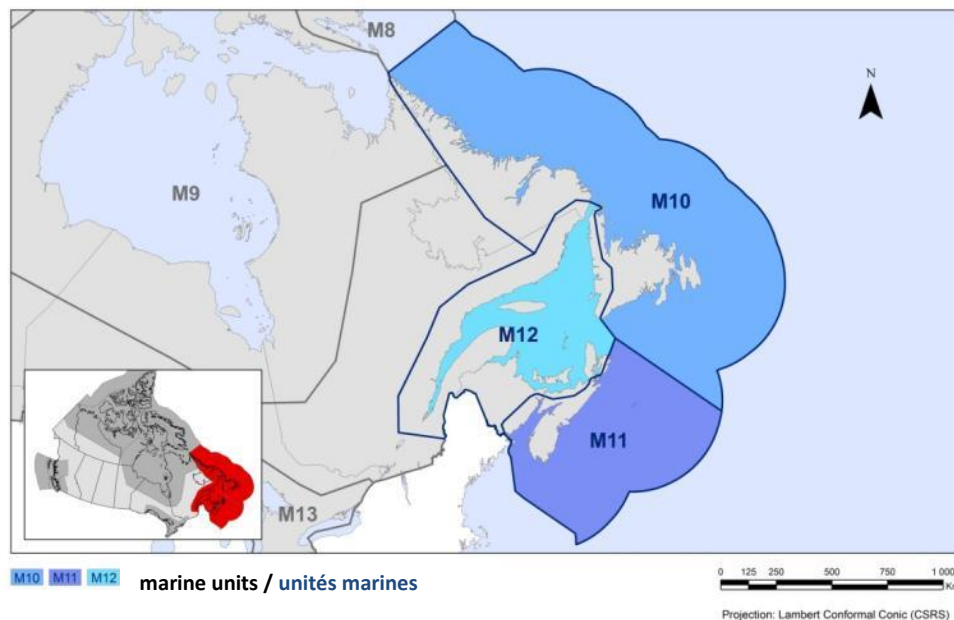 M8
N
M9
M10
M12
M11
M13
M10 M11 M12 marine units / unités marines
0 125 250 500 750 1 000
Projection: Lambert Conformal Conic (CSRS)